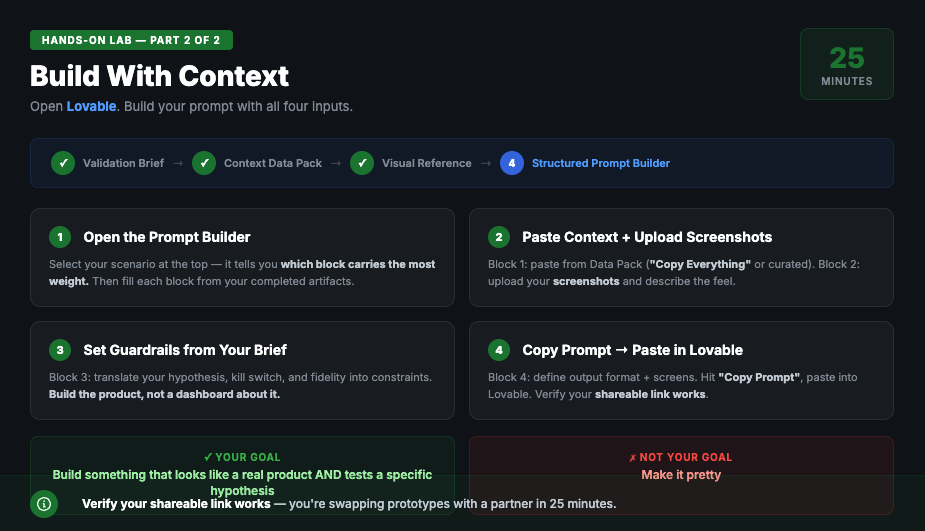 HANDS-ON LAB — PART 2 OF 2
Build With Context
Open Lovable. Build your prompt with all four inputs.
25
MINUTES
✓ Validation Brief → ✓ Context Data Pack → ✓ Visual Reference → 4 Structured Prompt Builder
1 Open the Prompt Builder
Select your scenario at the top — it tells you which block carries the most
weight. Then fill each block from your completed artifacts.
2 Paste Context + Upload Screenshots
Block 1: paste from Data Pack ("Copy Everything" or curated). Block 2:
upload your screenshots and describe the feel.
3 Set Guardrails from Your Brief
Block 3: translate your hypothesis, kill switch, and fidelity into constraints.
Build the product, not a dashboard about it.
4 Copy Prompt → Paste in Lovable
Block 4: define output format + screens. Hit "Copy Prompt", paste into
Lovable. Verify your shareable link works.
✓ YOUR GOAL
Build something that looks like a real product AND tests a specific
hypothesis
✗ NOT YOUR GOAL
Make it pretty
Verify your shareable link works — you're swapping prototypes with a partner in 25 minutes.